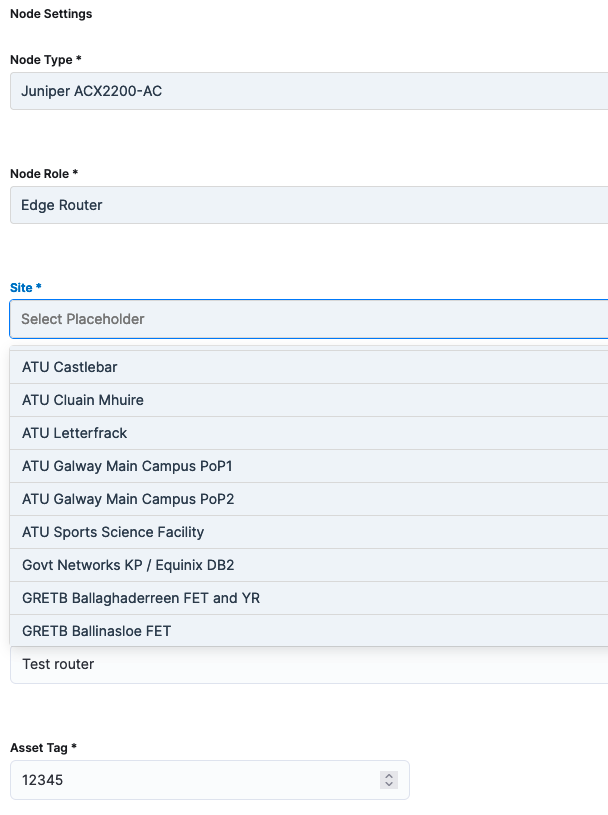 Node Settings
Node Type *
Juniper ACX2200-AC
Node Role *
Edge Router
Site *
Select Placeholder
ATU Castlebar
ATU Cluain Mhuire
ATU Letterfrack
ATU Galway Main Campus PoP1
ATU Galway Main Campus PoP2
ATU Sports Science Facility
Govt Networks KP / Equinix DB2
GRETB Ballaghaderreen FET and YR
GRETB Ballinasloe FET
Test router
Asset Tag *
12345